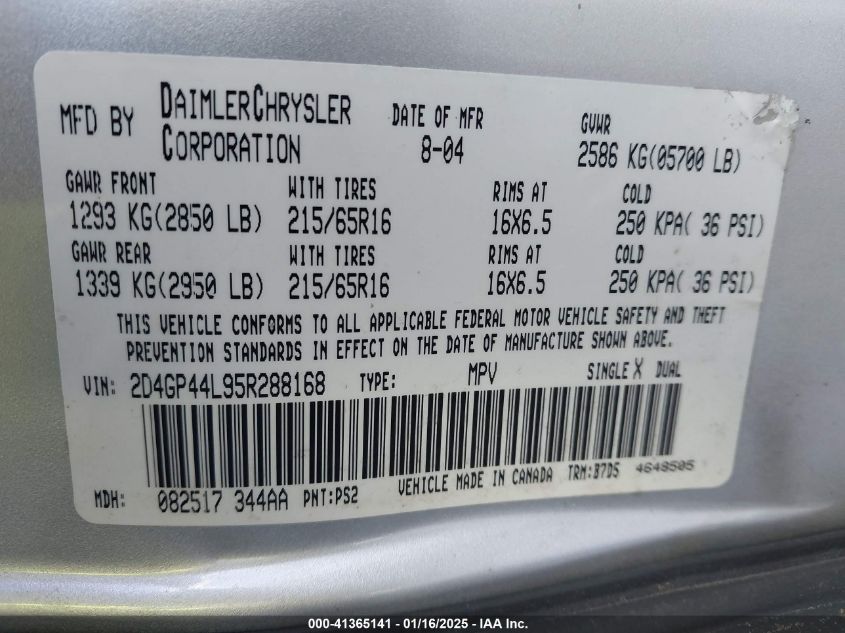 MFD BY DAIMLERCHRYSLER CORPORATION DATE OF MFR 8-04 GVWR 2586 KG(05700 LB)
GAWR FRONT WITH TIRES RIMS AT COLD
1293 KG(2850 LB) 215/65R16 16X6.5 250 KPA( 36 PSI)
GAWR REAR WITH TIRES RIMS AT COLD
1339 KG(2950 LB) 215/65R16 16X6.5 250 KPA( 36 PSI)
THIS VEHICLE CONFORMS TO ALL APPLICABLE FEDERAL MOTOR VEHICLE SAFETY AND THEFT
PREVENTION STANDARDS IN EFFECT ON THE DATE OF MANUFACTURE SHOWN ABOVE.
VIN: 2D4GP44L95R288168 TYPE: MPV SINGLE X DUAL
MDH: 082517 344AA PNT:PS2 VEHICLE MADE IN CANADA TRM:B7D5 4648505
000-41365141 - 01/16/2025 - IAA Inc.